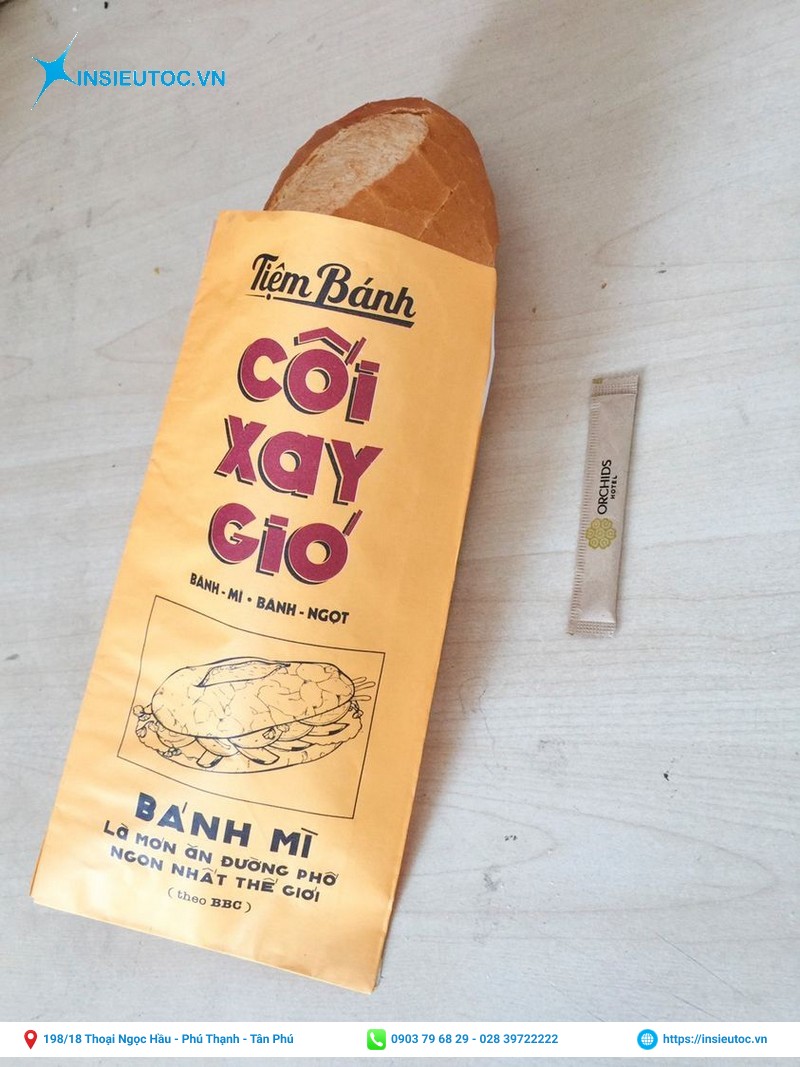 INSIEUTOC.VN
Tiệm Bánh
CỐI
XAY
GIÓ
BÁNH - MÌ • BÁNH - NGỌT
BÁNH MÌ
LÀ MÓN ĂN ĐƯỜNG PHỐ
NGON NHẤT THẾ GIỚI
( theo BBC )
ORCHIDS
HOTEL
198/18 Thoại Ngọc Hầu - Phú Thạnh - Tân Phú
0903 79 68 29 - 028 39722222
https://insieutoc.vn